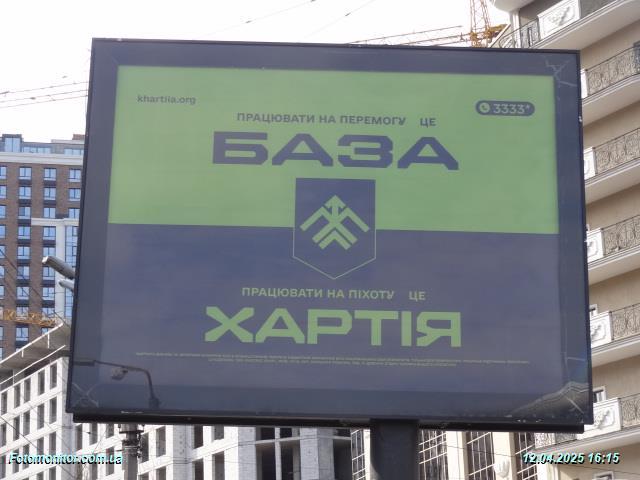 khartiia.org
3333*
ПРАЦЮВАТИ НА ПЕРЕМОГУ ЦЕ
БАЗА
ПРАЦЮВАТИ НА ПІХОТУ ЦЕ
ХАРТІЯ
Fotomonitor.com.ua
12.04.2025 16:15